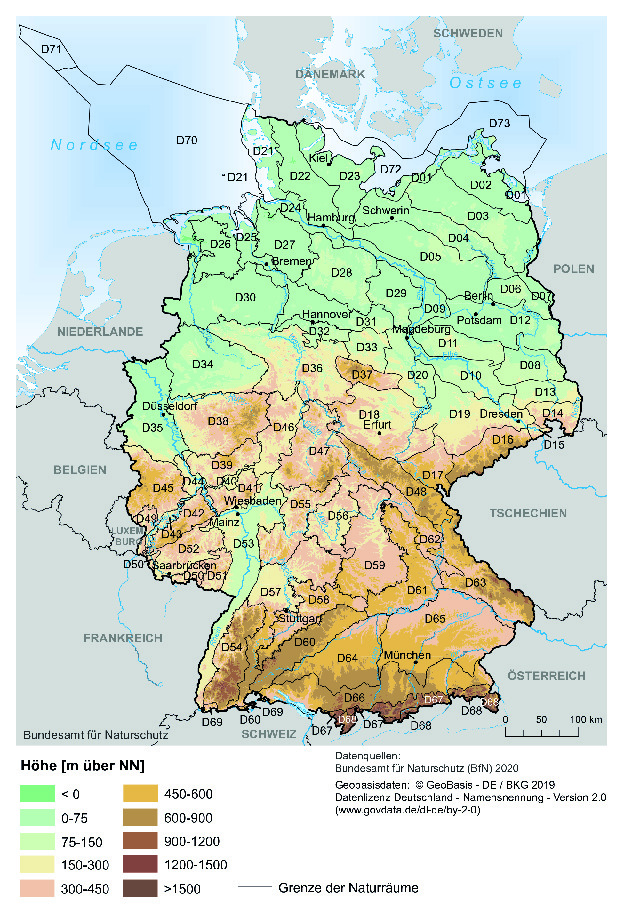 SCHWEDEN
D71
DÄNEMARK
Ostsee
Nordsee
D70
D73
D21
Kiel
D72
D21
D22
D23
D01
D02
D01
D24
Hamburg
Schwerin
D03
D26
D25
D27
D04
Bremen
D05
D28
POLEN
D30
D29
D09
Berlin
D06
D07
Hannover
D32
D31
Potsdam
D12
NIEDERLANDE
Magdeburg
D33
D11
D34
D36
D37
D20
D10
D08
D13
Düsseldorf
D18
D19
Dresden
D14
D35
D38
D46
Erfurt
D16
D15
D47
D39
D17
BELGIEN
D45
D44
D40
D41
D48
Wiesbaden
D55
D42
Mainz
D56
TSCHECHIEN
D49
LUXEM
BURG
D43
D53
D62
D52
D50
Saarbrücken
D50
D51
D59
D57
D58
D61
D63
Stuttgart
D65
FRANKREICH
D54
D60
D64
München
ÖSTERREICH
D66
D67
D68
D69
D60
D69
D67
D68
D67
D68
D68
SCHWEIZ
0 50 100 km
Bundesamt für Naturschutz
Höhe [m über NN]
< 0
0-75
75-150
150-300
300-450
450-600
600-900
900-1200
1200-1500
>1500
Grenze der Naturräume
Datenquellen:
Bundesamt für Naturschutz (BfN) 2020
Geobasisdaten: © GeoBasis - DE / BKG 2019
Datenlizenz Deutschland - Namensnennung - Version 2.0
(www.govdata.de/dl-de/by-2-0)